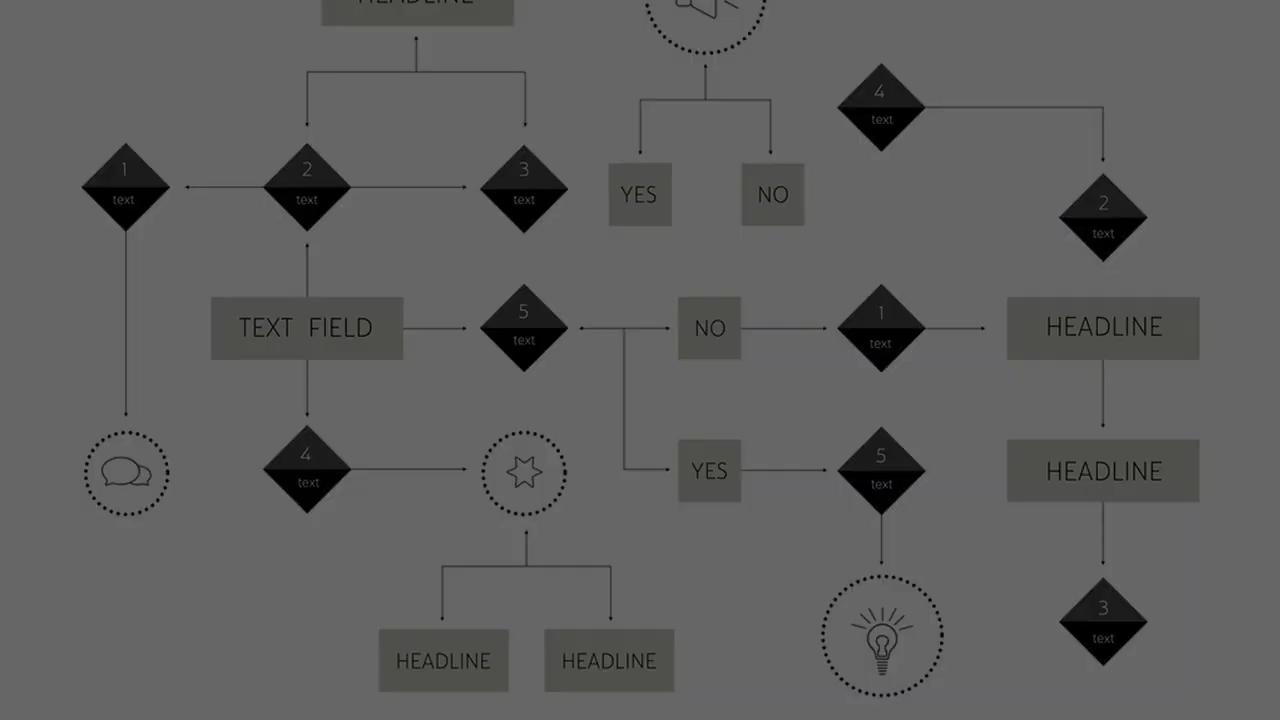 HEADLINE
4
text
1
text
2
text
3
text
YES
NO
2
text
TEXT FIELD
5
text
NO
1
text
HEADLINE
4
text
YES
5
text
HEADLINE
3
text
HEADLINE
HEADLINE